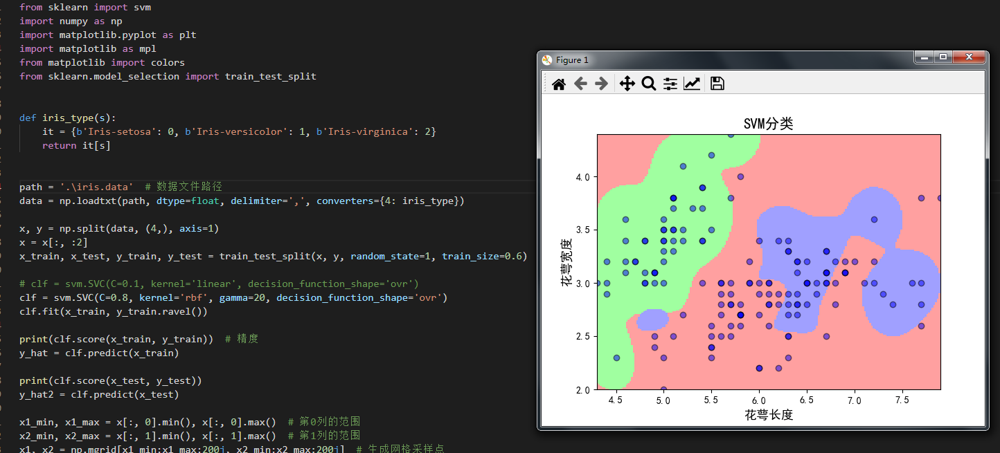 from sklearn import svm
import numpy as np
import matplotlib.pyplot as plt
import matplotlib as mpl
from matplotlib import colors
from sklearn.model_selection import train_test_split
def iris_type(s):
it = {b'Iris-setosa': 0, b'Iris-versicolor': 1, b'Iris-virginica': 2}
return it[s]
path = '.\iris.data'  # 数据文件路径
data = np.loadtxt(path, dtype=float, delimiter=',', converters={4: iris_type})
x, y = np.split(data, (4,), axis=1)
x = x[:, :2]
x_train, x_test, y_train, y_test = train_test_split(x, y, random_state=1, train_size=0.6)
# clf = svm.SVC(C=0.1, kernel='linear', decision_function_shape='ovr')
clf = svm.SVC(C=0.8, kernel='rbf', gamma=20, decision_function_shape='ovr')
clf.fit(x_train, y_train.ravel())
print(clf.score(x_train, y_train))  # 精度
y_hat = clf.predict(x_train)
print(clf.score(x_test, y_test))
y_hat2 = clf.predict(x_test)
x1_min, x1_max = x[:, 0].min(), x[:, 0].max()  # 第0列的范围
x2_min, x2_max = x[:, 1].min(), x[:, 1].max()  # 第1列的范围
x1, x2 = np.mgrid[x1_min:x1_max:200j, x2_min:x2_max:200j]  # 生成网格采样点
Figure 1
SVM分类
4.0
3.5
3.0
2.5
2.0
花萼宽度
4.5 5.0 5.5 6.0 6.5 7.0 7.5
花萼长度